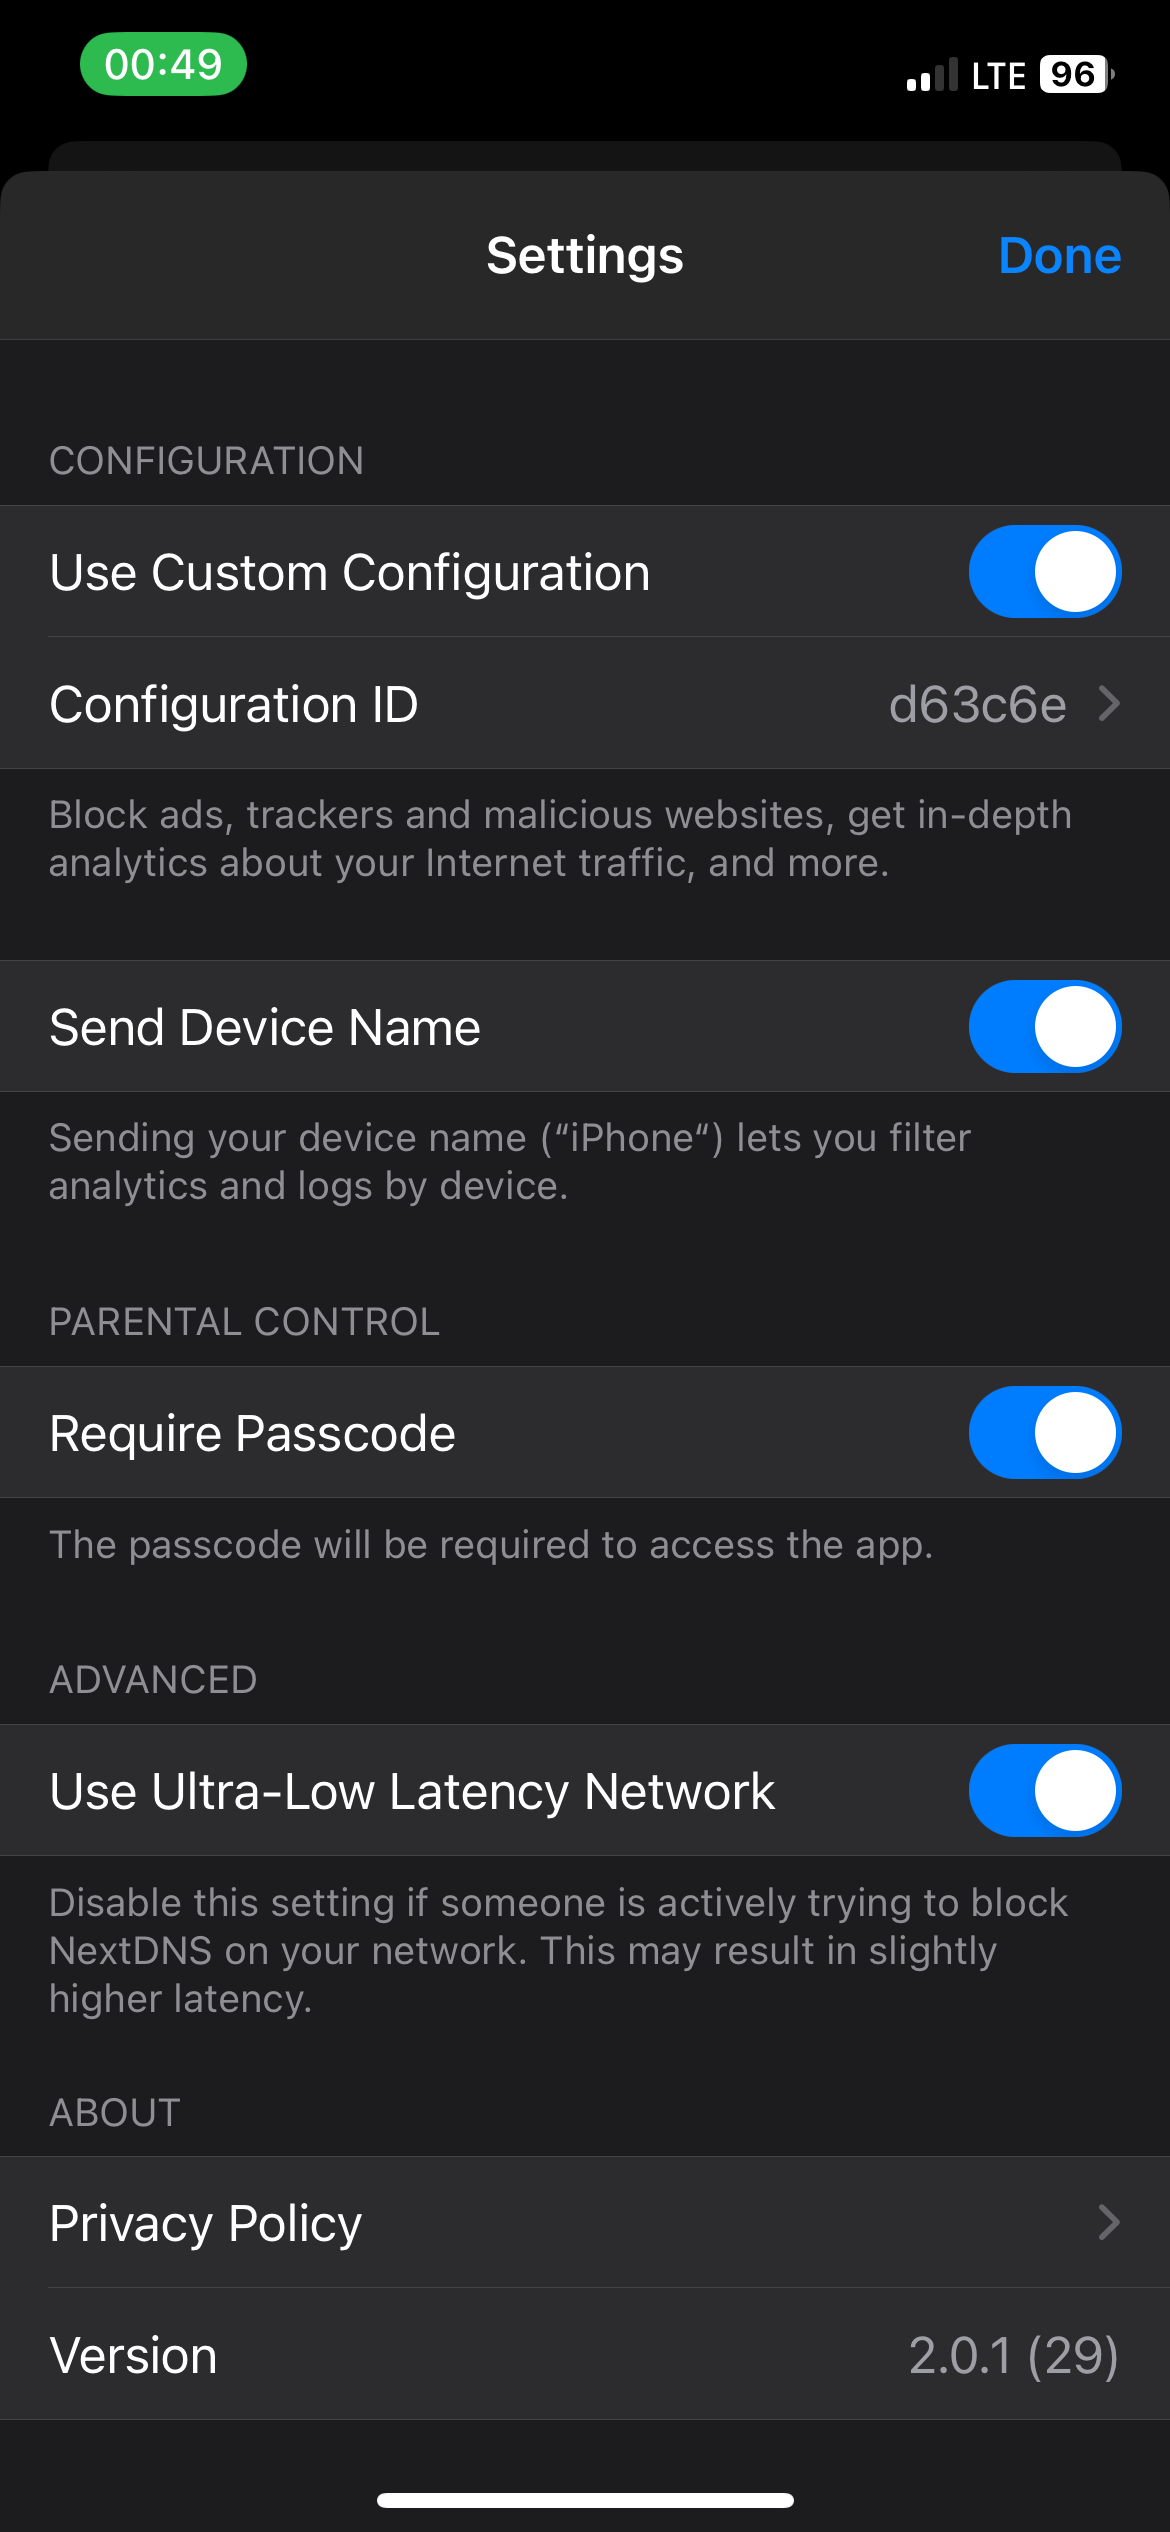 00:49
LTE 96
Settings
Done
CONFIGURATION
Use Custom Configuration
Configuration ID d63c6e
Block ads, trackers and malicious websites, get in-depth
analytics about your Internet traffic, and more.
Send Device Name
Sending your device name (“iPhone“) lets you filter
analytics and logs by device.
PARENTAL CONTROL
Require Passcode
The passcode will be required to access the app.
ADVANCED
Use Ultra-Low Latency Network
Disable this setting if someone is actively trying to block
NextDNS on your network. This may result in slightly
higher latency.
ABOUT
Privacy Policy
Version 2.0.1 (29)